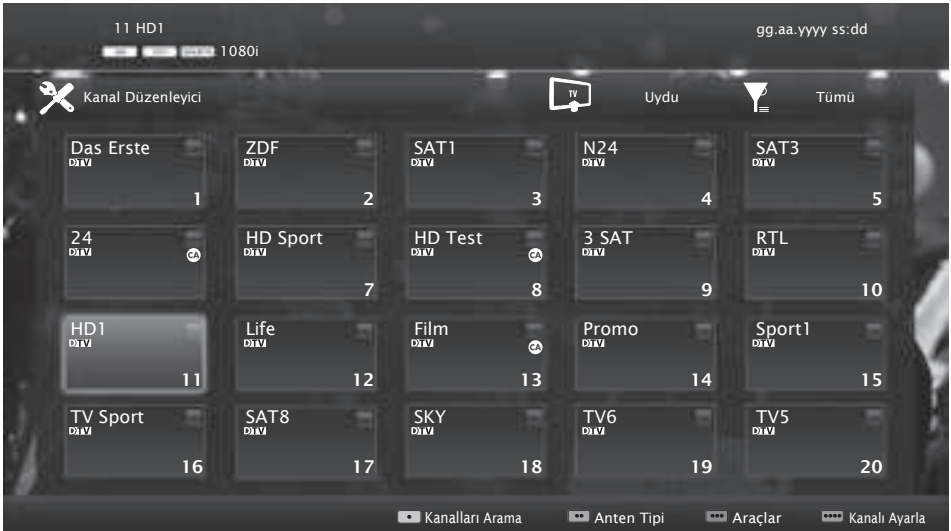 11 HD1
1080i
gg.aa.yyyy ss:dd
Kanal Düzenleyici
TV
Uydu
Tümü
Das Erste ZDF SAT1 N24 SAT3
DTV DTV DTV DTV DTV
1 2 3 4 5
24 HD Sport HD Test 3 SAT RTL
DTV DTV DTV DTV DTV
CA CA
7 8 9 10
HD1 Life Film Promo Sport1
DTV DTV DTV DTV DTV
CA
11 12 13 14 15
TV Sport SAT8 SKY TV6 TV5
DTV DTV DTV DTV DTV
16 17 18 19 20
Kanalları Arama Anten Tipi Araçlar Kanalı Ayarla